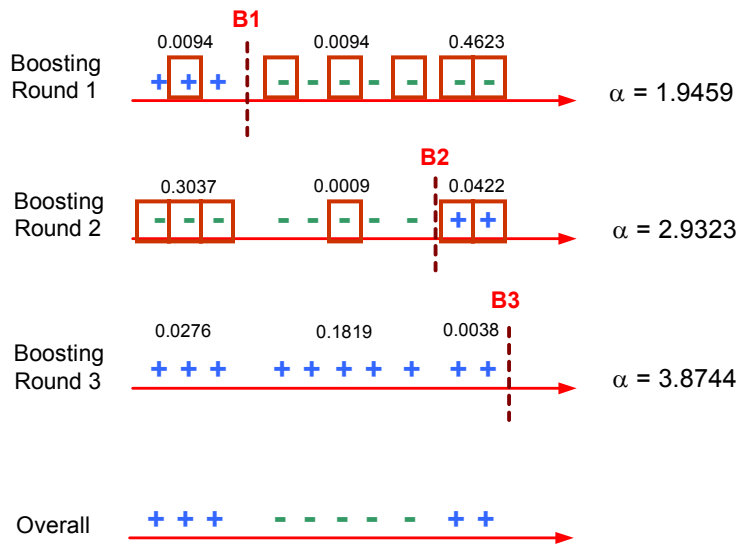 B1
0.0094 0.0094 0.4623
Boosting
Round 1
+ + + - - - - - - -
α = 1.9459
B2
0.3037 0.0009 0.0422
Boosting
Round 2
- - - - - - - - + +
α = 2.9323
B3
0.0276 0.1819 0.0038
Boosting
Round 3
+ + + + + + + + + +
α = 3.8744
Overall
+ + + - - - - - + +